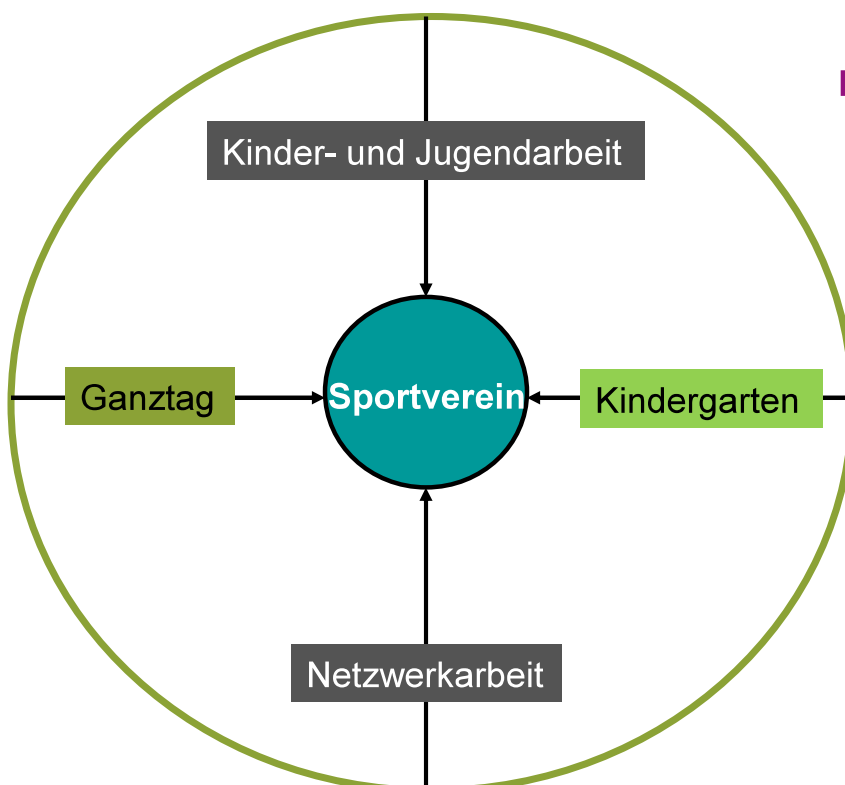 Kinder- und Jugendarbeit
Ganztag
Sportverein
Kindergarten
Netzwerkarbeit